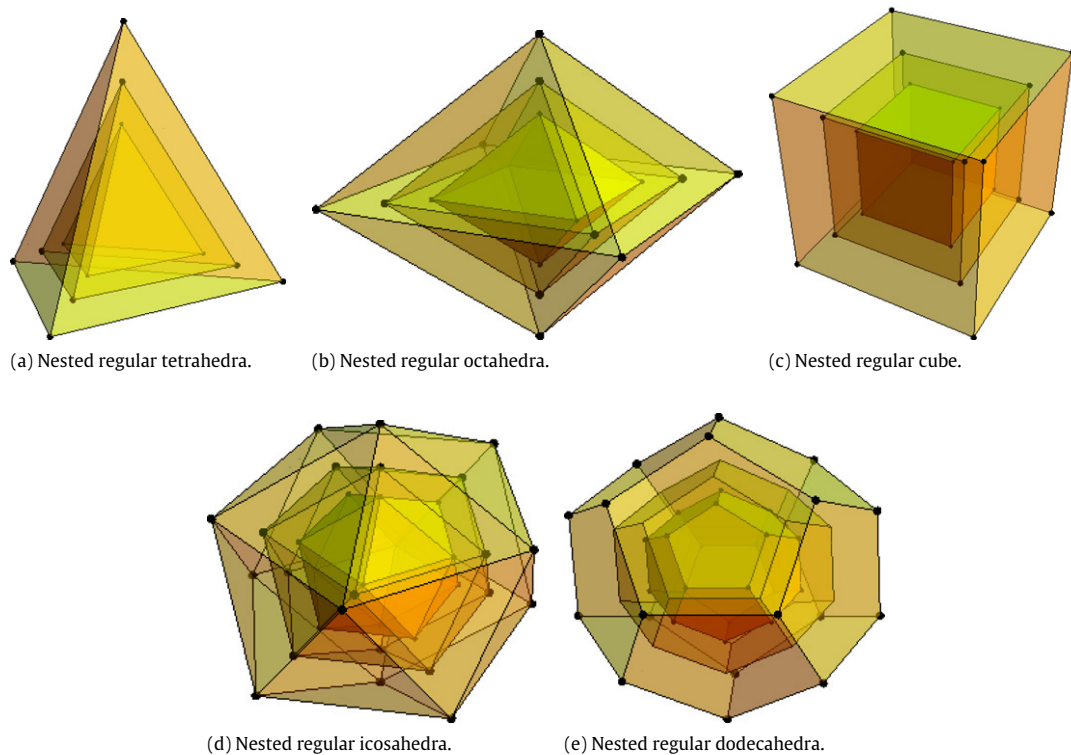 (a) Nested regular tetrahedra.
(b) Nested regular octahedra.
(c) Nested regular cube.
(d) Nested regular icosahedra.
(e) Nested regular dodecahedra.